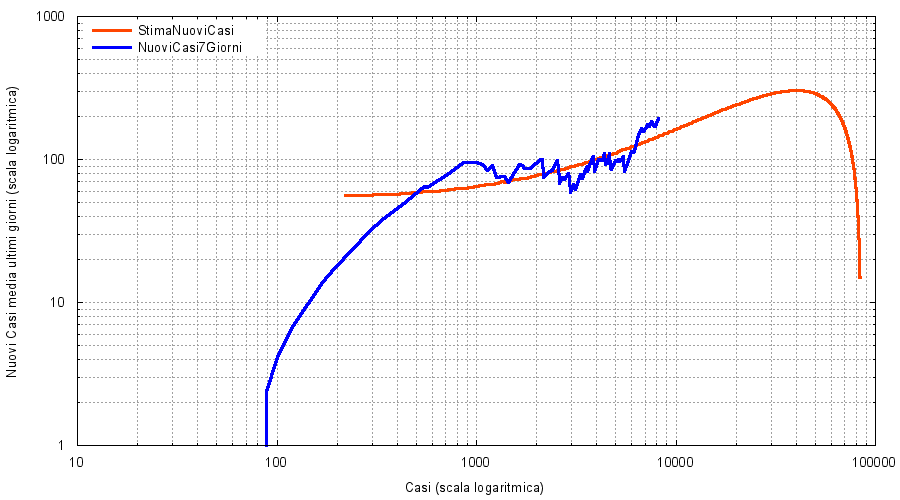 1000
StimaNuoviCasi
NuoviCasi7Giorni
100
10
1
10
100
1000
10000
100000
Nuovi Casi media ultimi giorni (scala logaritmica)
Casi (scala logaritmica)